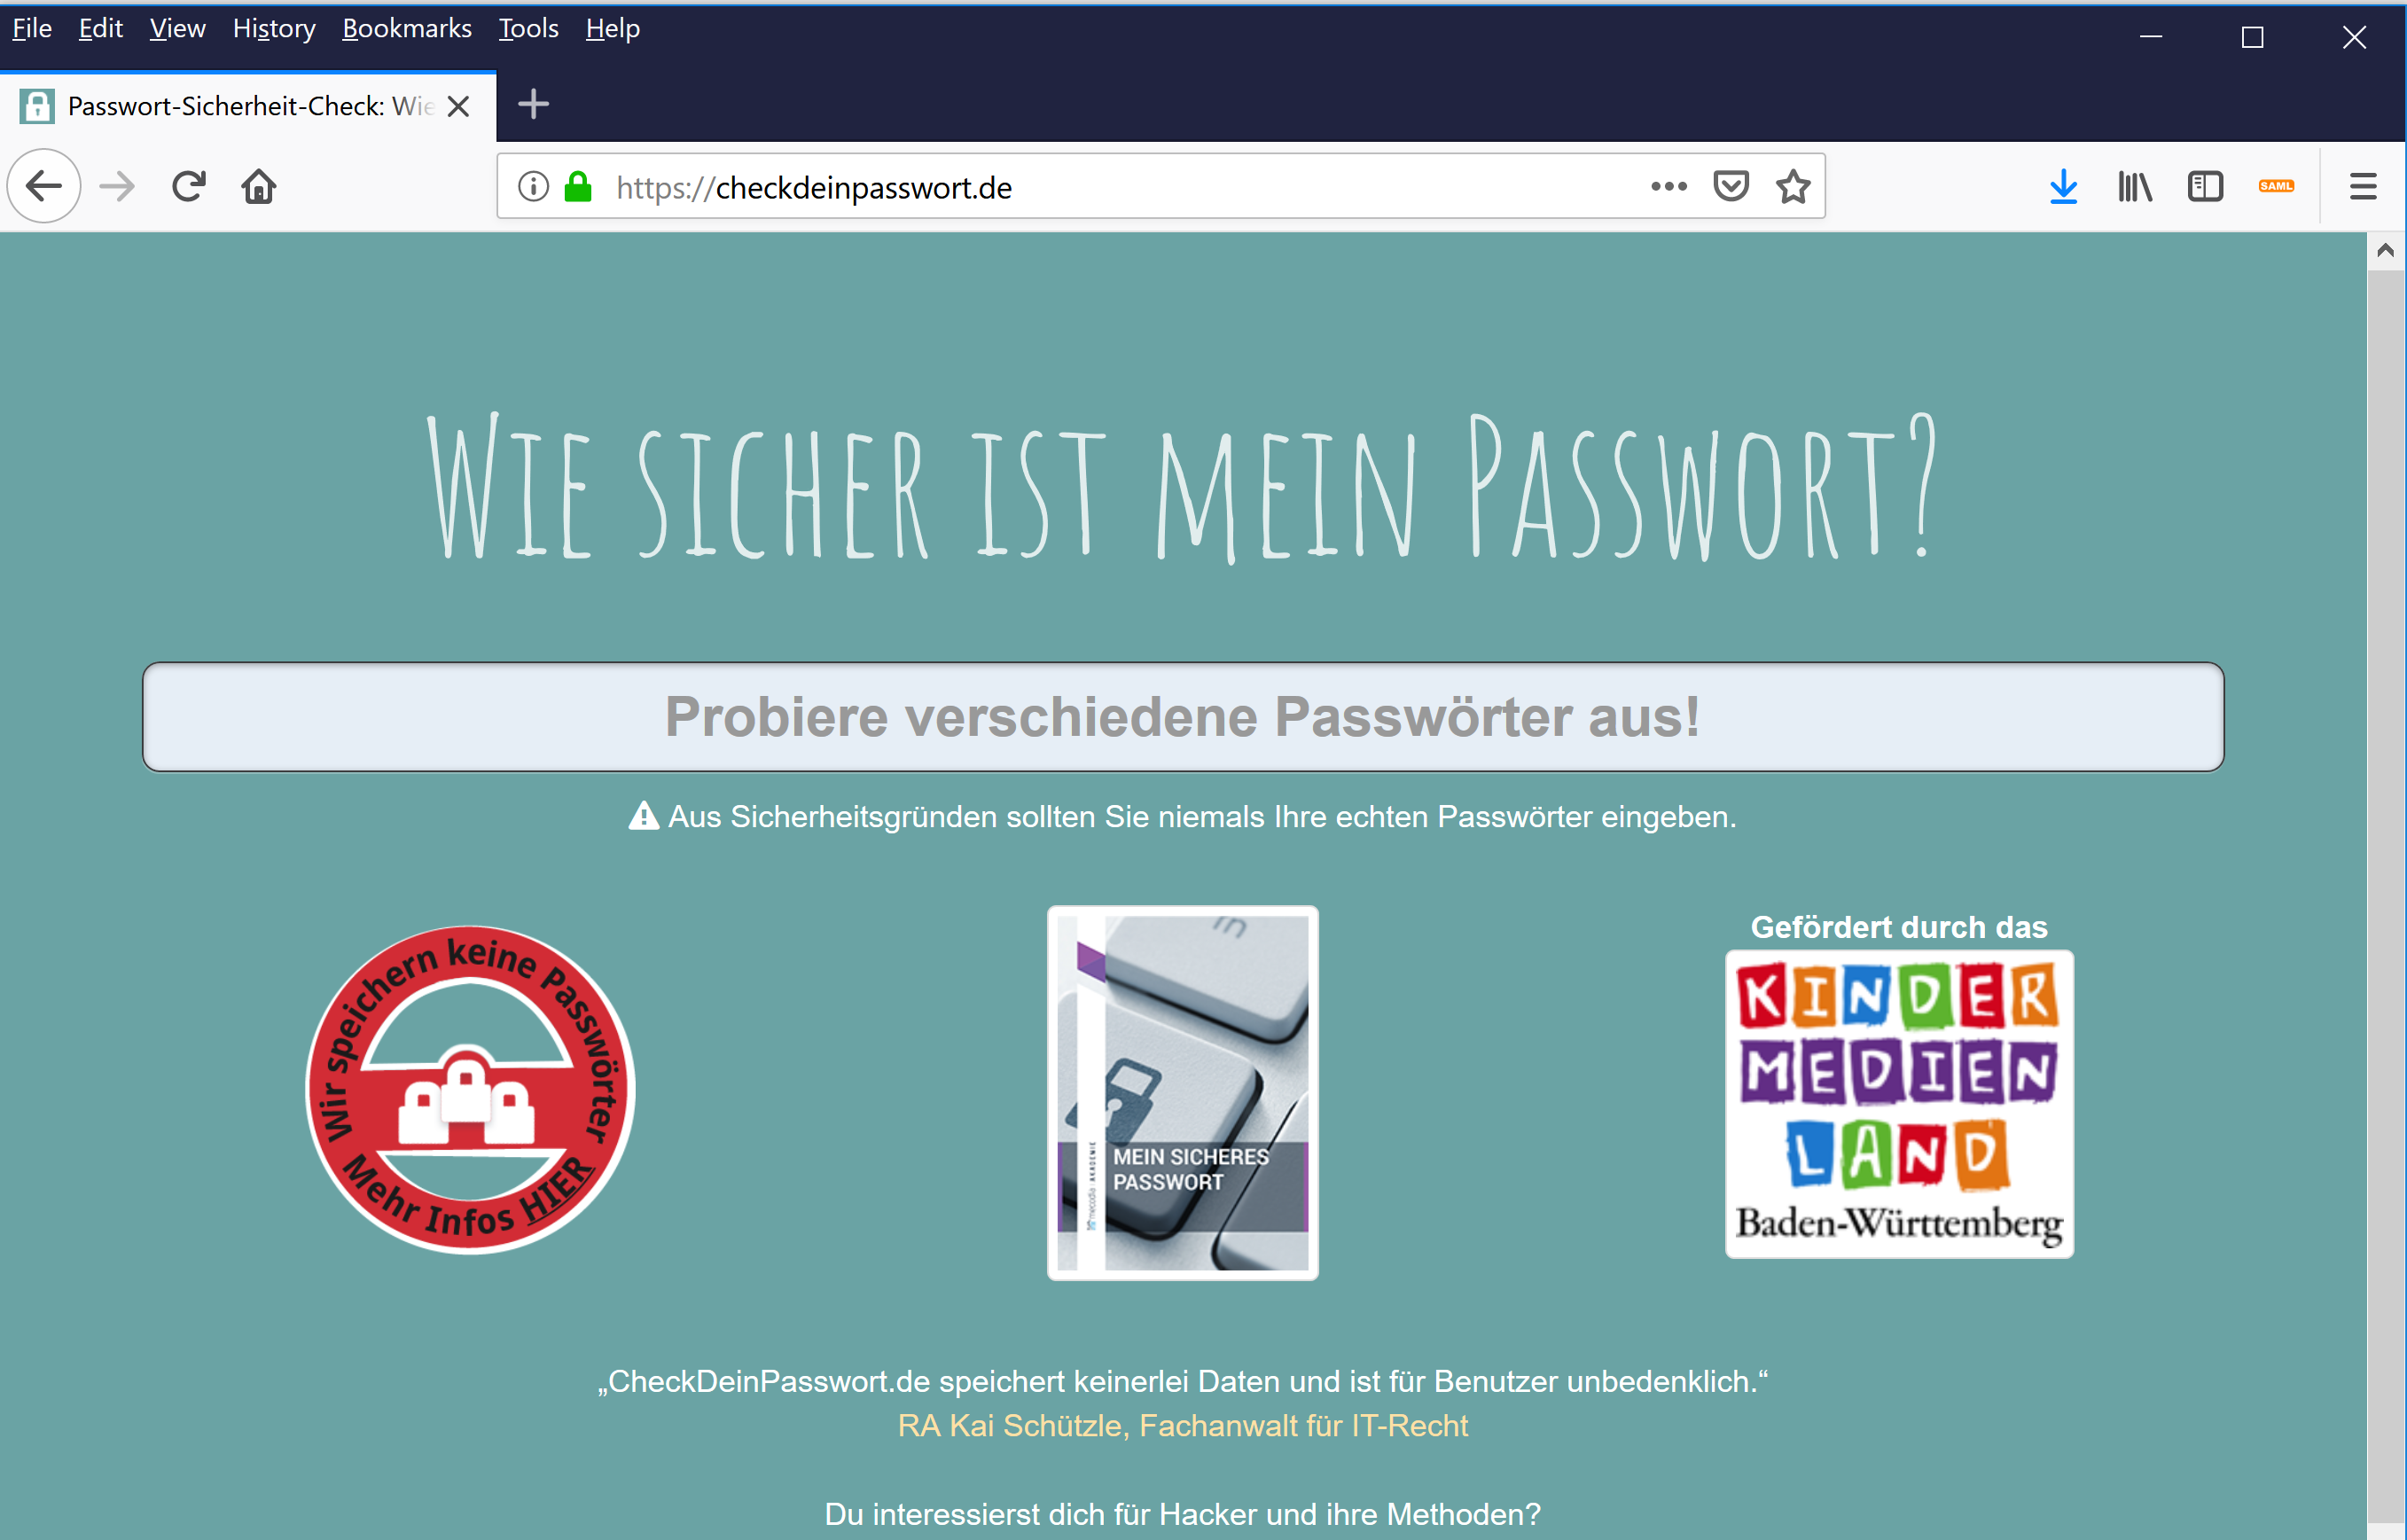 File Edit View History Bookmarks Tools Help
Passwort-Sicherheit-Check: Wie
https://checkdeinpasswort.de
SAML
WIE SICHER IST MEIN PASSWORT?
Probiere verschiedene Passwörter aus!
Aus Sicherheitsgründen sollten Sie niemals Ihre echten Passwörter eingeben.
Wir speichern keine Passwörter
Mehr Infos HIER
mecodia AKADEMIE
MEIN SICHERES
PASSWORT
Gefördert durch das
KINDER
MEDIEN
LAND
Baden-Württemberg
„CheckDeinPasswort.de speichert keinerlei Daten und ist für Benutzer unbedenklich.“
RA Kai Schützle, Fachanwalt für IT-Recht
Du interessierst dich für Hacker und ihre Methoden?